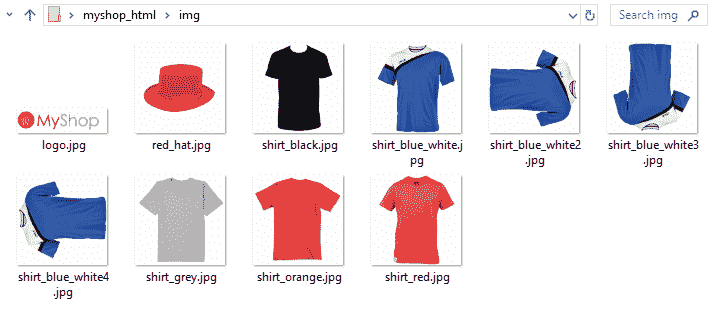 myshop_html > img
Search img
MyShop
logo.jpg
red_hat.jpg
shirt_black.jpg
shirt_blue_white.j
pg
shirt_blue_white2
.jpg
shirt_blue_white3
.jpg
shirt_blue_white4
.jpg
shirt_grey.jpg
shirt_orange.jpg
shirt_red.jpg